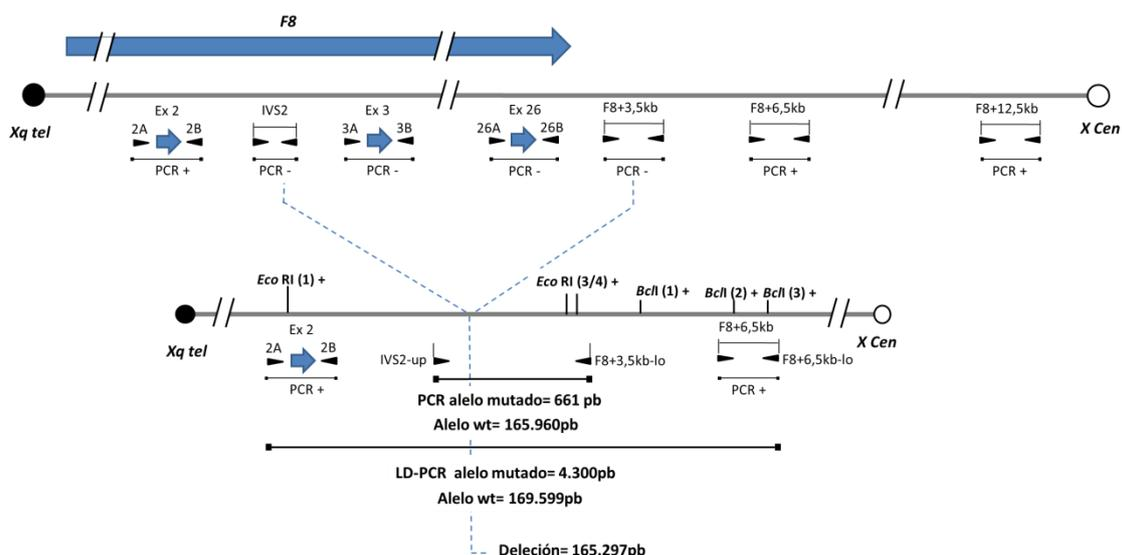 F8
Ex 2 IVS2 Ex 3 Ex 26 F8+3,5kb F8+6,5kb F8+12,5kb
2A 2B 3A 3B 26A 26B
Xq tel X Cen
PCR + PCR - PCR - PCR - PCR - PCR + PCR +
Eco RI (1) + Eco RI (3/4) + BclI (1) + BclI (2) + BclI (3) +
Ex 2 F8+6,5kb
Xq tel X Cen
2A 2B IVS2-up F8+3,5kb-lo F8+6,5kb-lo
PCR + PCR +
PCR alelo mutado= 661 pb
Alelo wt= 165.960pb
LD-PCR alelo mutado= 4.300pb
Alelo wt= 169.599pb
Deleción= 165.297pb